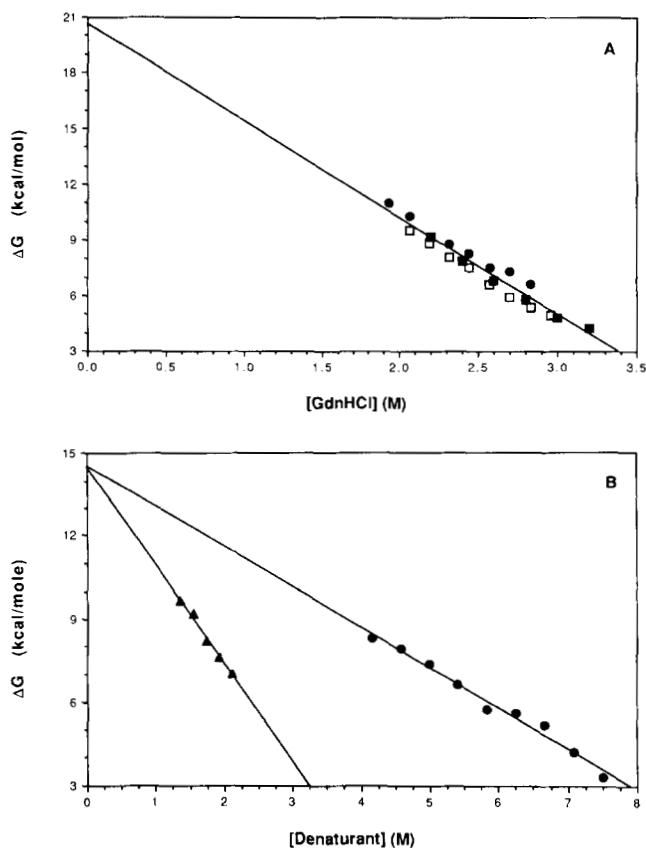 21
A
18
15
12
9
6
3
ΔG (kcal/mol)
0.0 0.5 1.0 1.5 2.0 2.5 3.0 3.5
[GdnHCl] (M)
15
B
12
9
6
3
ΔG (kcal/mole)
0 1 2 3 4 5 6 7 8
[Denaturant] (M)